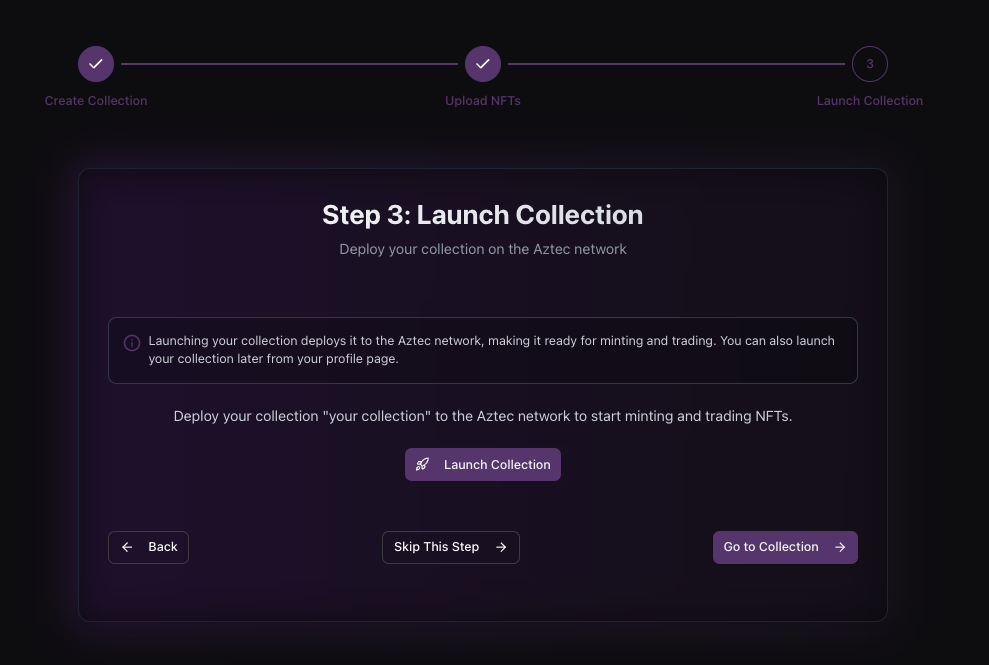 3
Create Collection
Upload NFTs
Launch Collection
Step 3: Launch Collection
Deploy your collection on the Aztec network
Launching your collection deploys it to the Aztec network, making it ready for minting and trading. You can also launch
your collection later from your profile page.
Deploy your collection "your collection" to the Aztec network to start minting and trading NFTs.
Launch Collection
Back
Skip This Step
Go to Collection